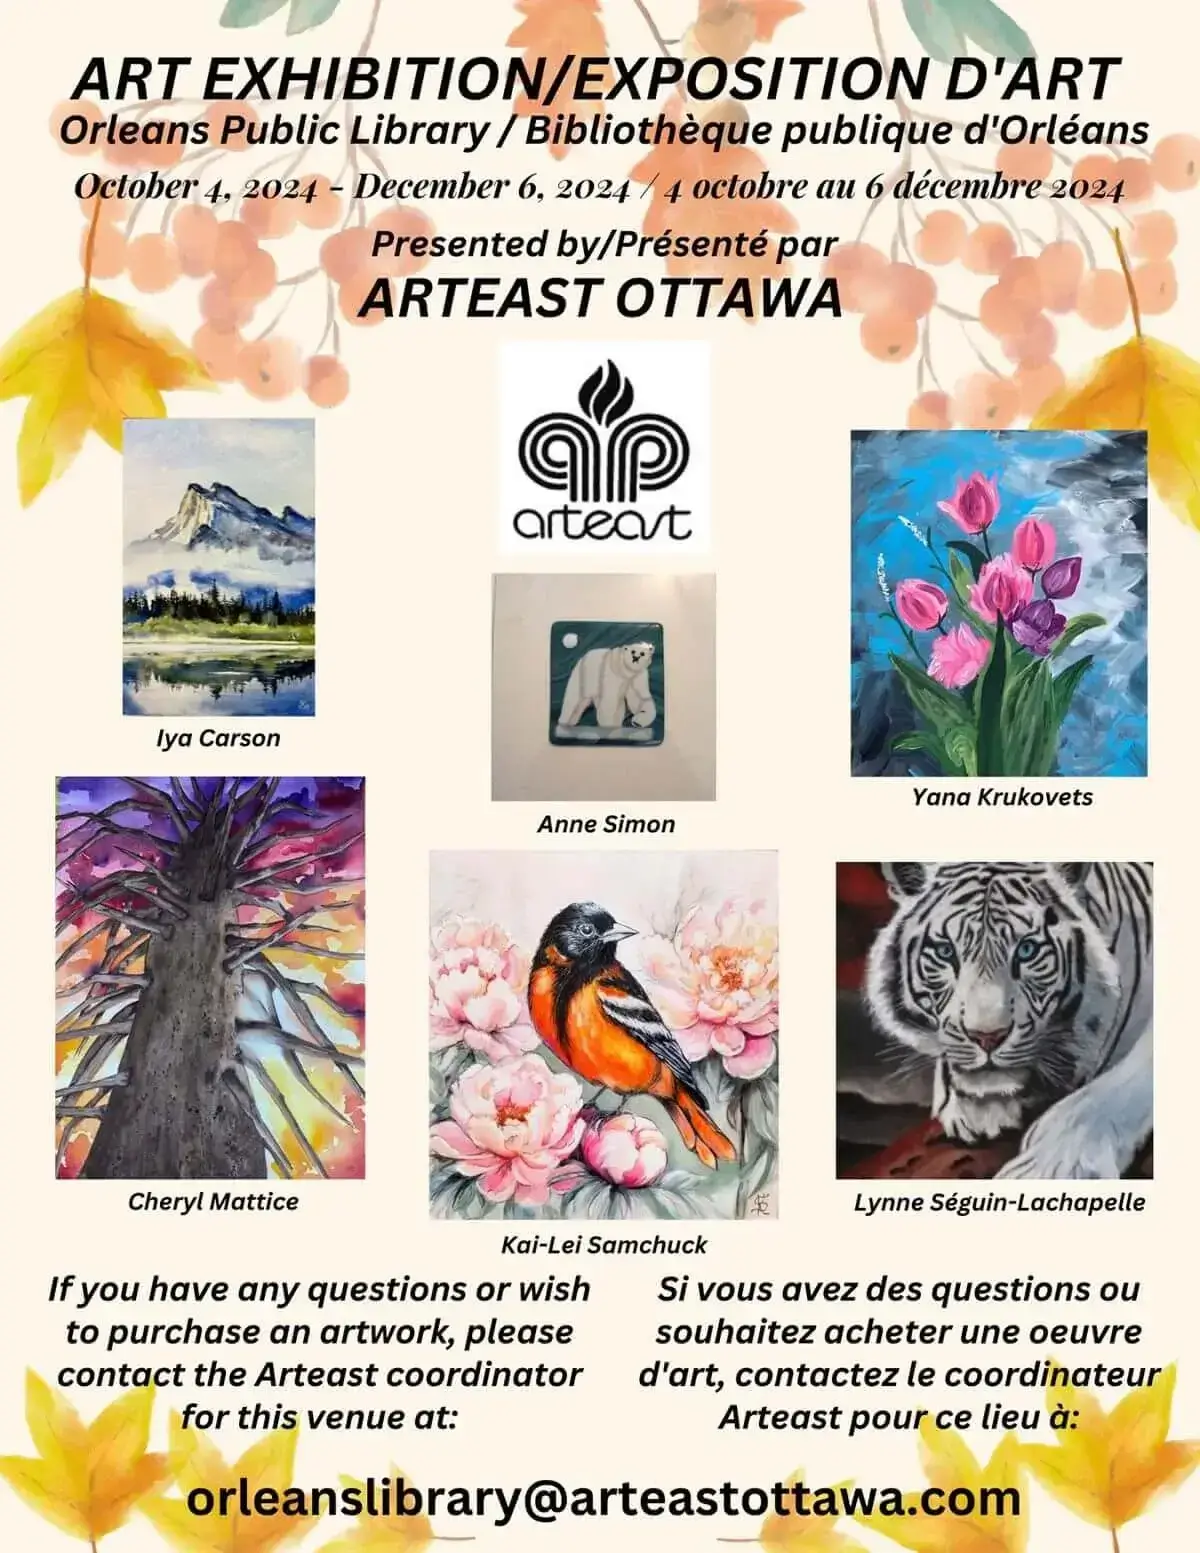 ART EXHIBITION/EXPOSITION D'ART
Orleans Public Library / Bibliothèque publique d'Orléans
October 4, 2024 - December 6, 2024 / 4 octobre au 6 décembre 2024
Presented by/Présenté par
ARTEAST OTTAWA
arteast
Iya Carson
Anne Simon
Yana Krukovets
Cheryl Mattice
Kai-Lei Samchuck
Lynne Séguin-Lachapelle
If you have any questions or wish
to purchase an artwork, please
contact the Arteast coordinator
for this venue at:
Si vous avez des questions ou
souhaitez acheter une oeuvre
d'art, contactez le coordinateur
Arteast pour ce lieu à:
orleanslibrary@arteastottawa.com